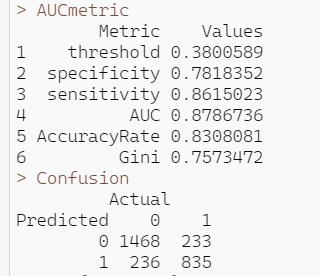 > AUCmetric
Metric Values
1 threshold 0.3800589
2 specificity 0.7818352
3 sensitivity 0.8615023
4 AUC 0.8786736
5 AccuracyRate 0.8308081
6 Gini 0.7573472
> Confusion
Actual
Predicted 0 1
0 1468 233
1 236 835